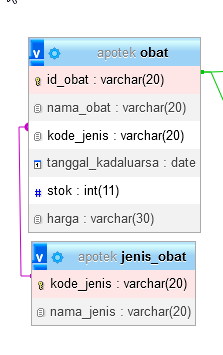 v apotek obat
id_obat : varchar(20)
nama_obat : varchar(20)
kode_jenis : varchar(20)
tanggal_kadaluarsa : date
# stok : int(11)
harga : varchar(30)
v apotek jenis_obat
kode_jenis : varchar(20)
nama_jenis : varchar(20)